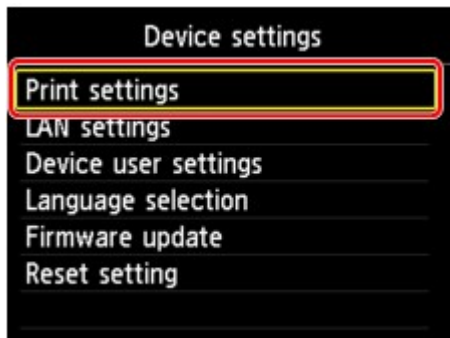 Device settings
Print settings
LAN settings
Device user settings
Language selection
Firmware update
Reset setting